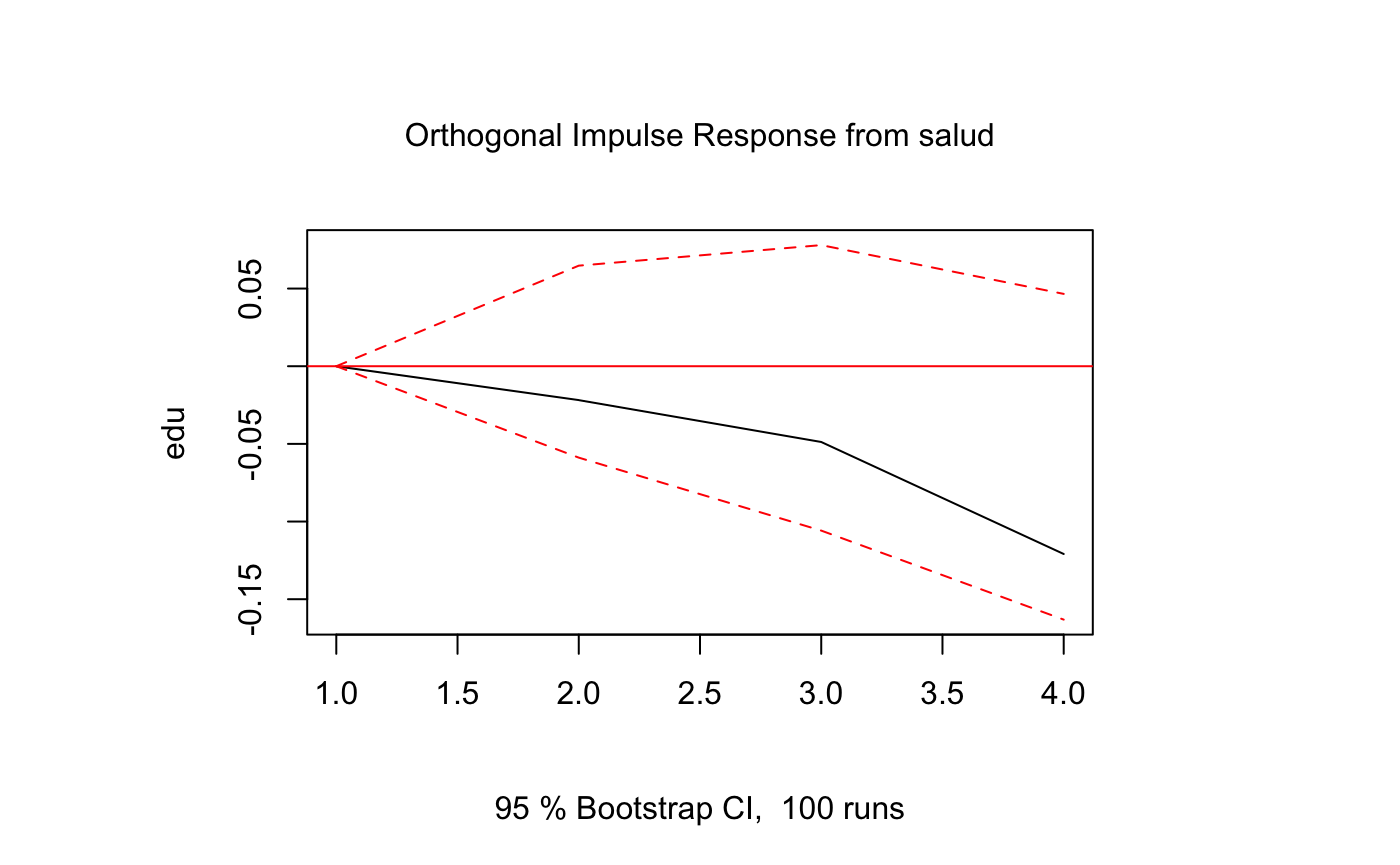 Orthogonal Impulse Response from salud
edu
0.05
-0.05
-0.15
1.0 1.5 2.0 2.5 3.0 3.5 4.0
95 % Bootstrap CI,  100 runs